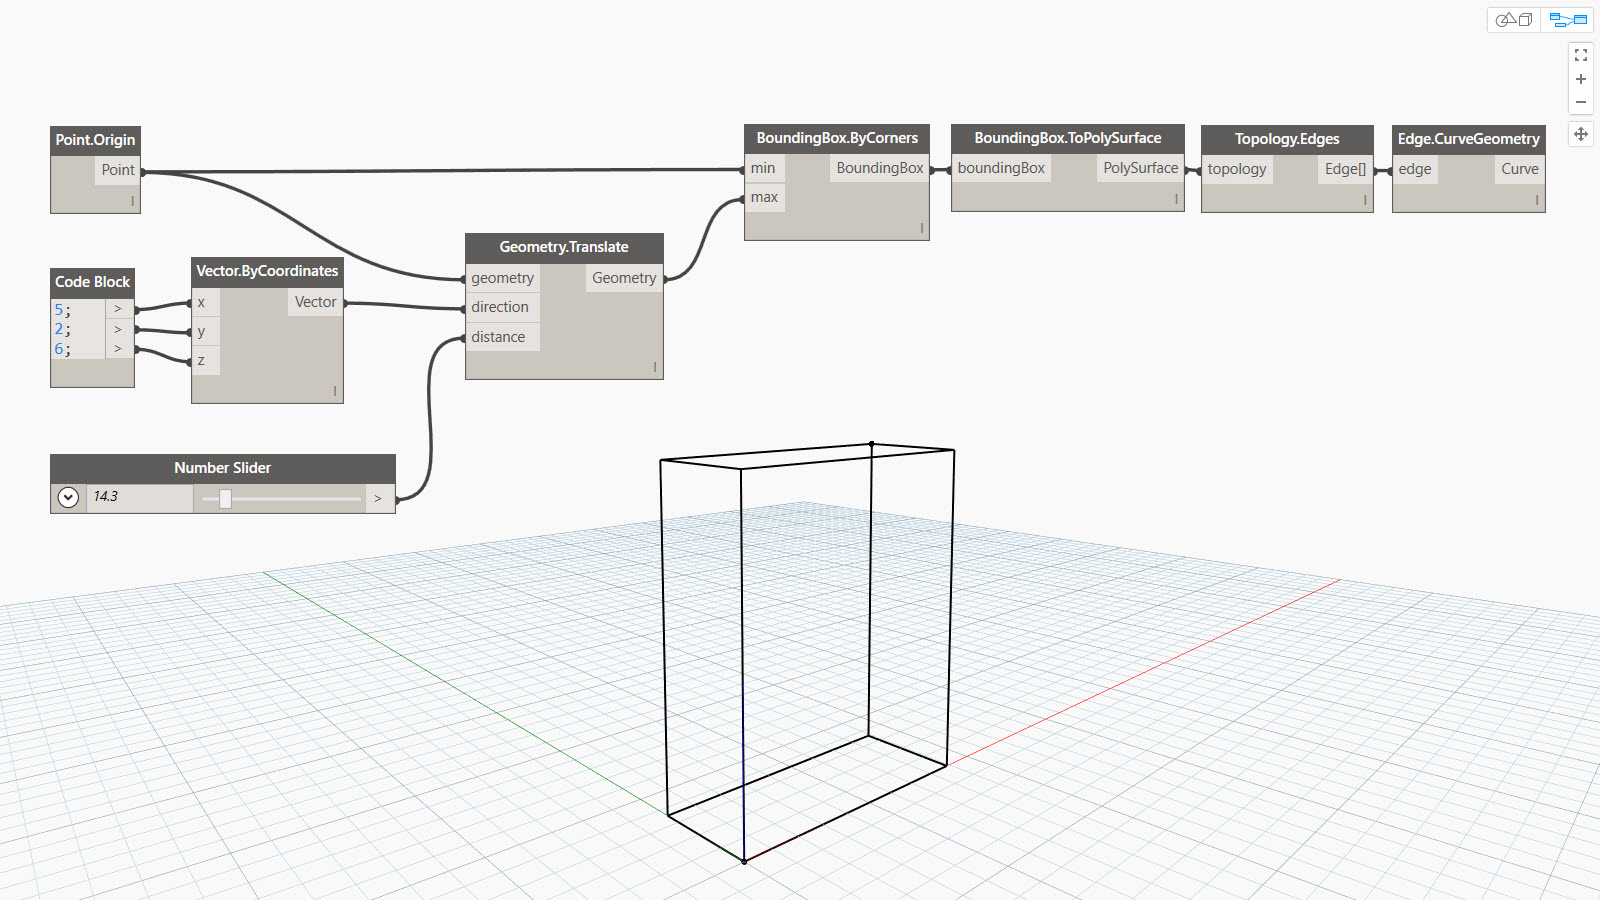 Point.Origin
Point
l
Code Block
5; >
2; >
6; >
Vector.ByCoordinates
x Vector
y
z
l
Number Slider
14.3 >
Geometry.Translate
geometry Geometry
direction
distance
l
BoundingBox.ByCorners
min BoundingBox
max
l
BoundingBox.ToPolySurface
boundingBox PolySurface
l
Topology.Edges
topology Edge[]
l
Edge.CurveGeometry
edge Curve
l